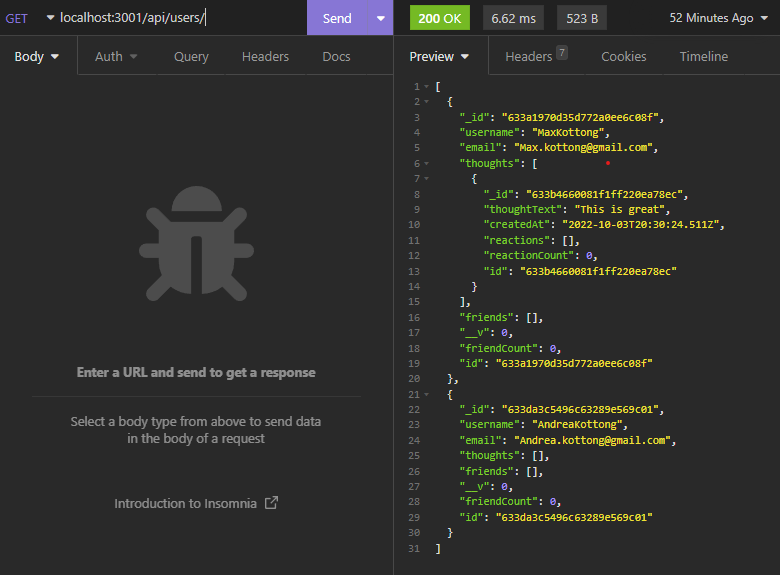 GET localhost:3001/api/users/ Send 200 OK 6.62 ms 523 B 52 Minutes Ago
Body Auth Query Headers Docs Preview Headers 7 Cookies Timeline
Enter a URL and send to get a response
Select a body type from above to send data
in the body of a request
Introduction to Insomnia
1 [
2 {
3 "_id": "633a1970d35d772a0ee6c08f",
4 "username": "MaxKottong",
5 "email": "Max.kottong@gmail.com",
6 "thoughts": [
7 {
8 "_id": "633b4660081f1ff220ea78ec",
9 "thoughtText": "This is great",
10 "createdAt": "2022-10-03T20:30:24.511Z",
11 "reactions": [],
12 "reactionCount": 0,
13 "id": "633b4660081f1ff220ea78ec"
14 }
15 ],
16 "friends": [],
17 "__v": 0,
18 "friendCount": 0,
19 "id": "633a1970d35d772a0ee6c08f"
20 },
21 {
22 "_id": "633da3c5496c63289e569c01",
23 "username": "AndreaKottong",
24 "email": "Andrea.kottong@gmail.com",
25 "thoughts": [],
26 "friends": [],
27 "__v": 0,
28 "friendCount": 0,
29 "id": "633da3c5496c63289e569c01"
30 }
31 ]